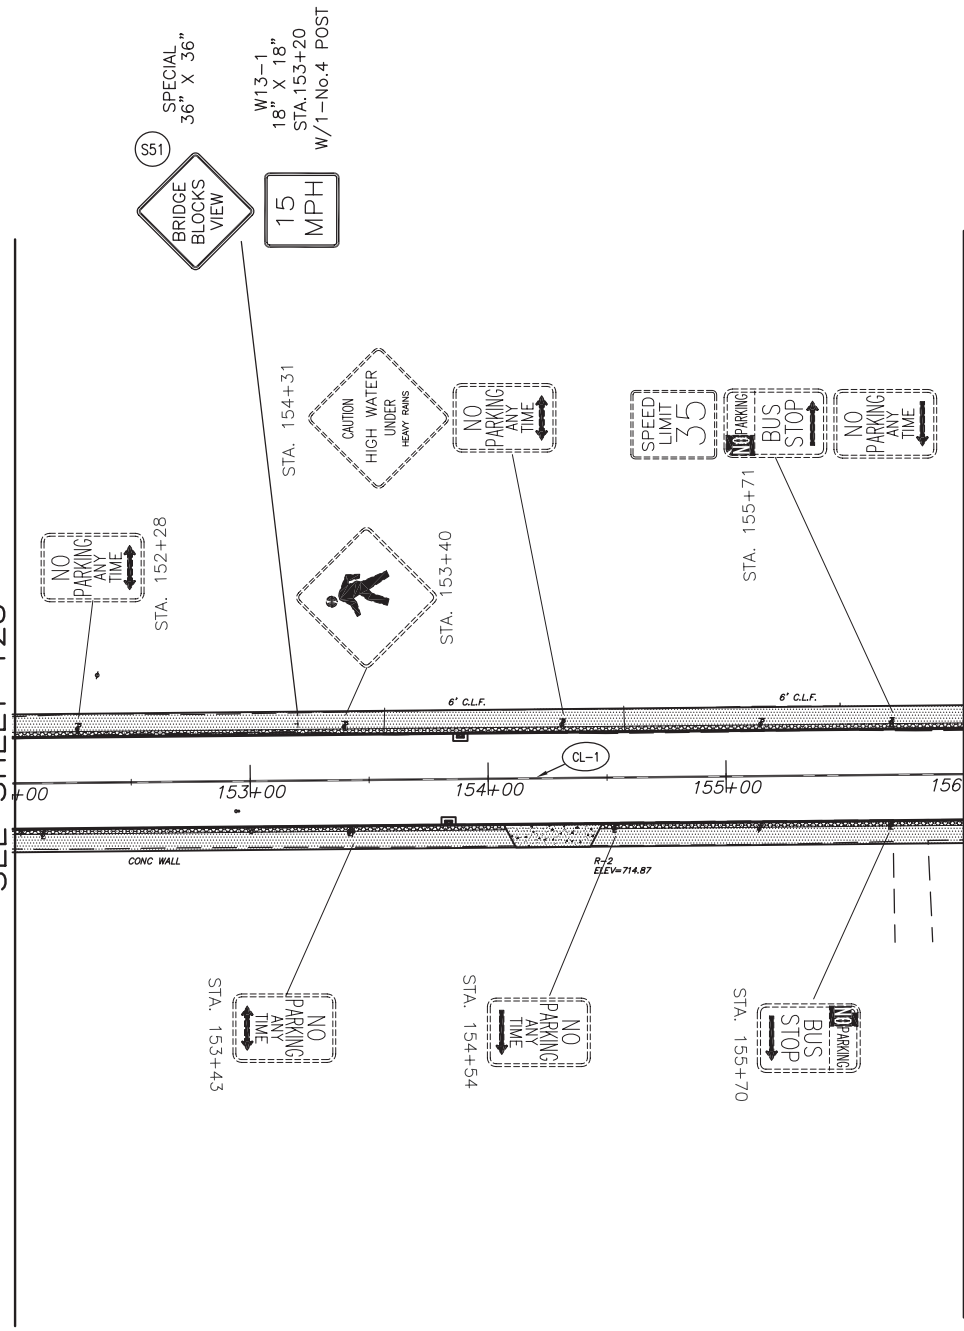 SPECIAL
36" X 36"
S51
W13-1
18" X 18"
STA.153+20
W/1-No.4 POST
BRIDGE
BLOCKS
VIEW
15
MPH
STA. 154+31
CAUTION
HIGH WATER
UNDER
HEAVY RAINS
NO
PARKING
ANY
TIME
SPEED
LIMIT
35
NO PARKING
BUS
STOP
NO
PARKING
ANY
TIME
STA. 155+71
NO
PARKING
ANY
TIME
STA. 152+28
STA. 153+40
6' C.L.F.
6' C.L.F.
CL-1
+00
153+00
154+00
155+00
156
CONC WALL
R-2
ELEV=714.87
STA. 153+43
NO
PARKING
ANY
TIME
STA. 154+54
NO
PARKING
ANY
TIME
STA. 155+70
NO PARKING
BUS
STOP